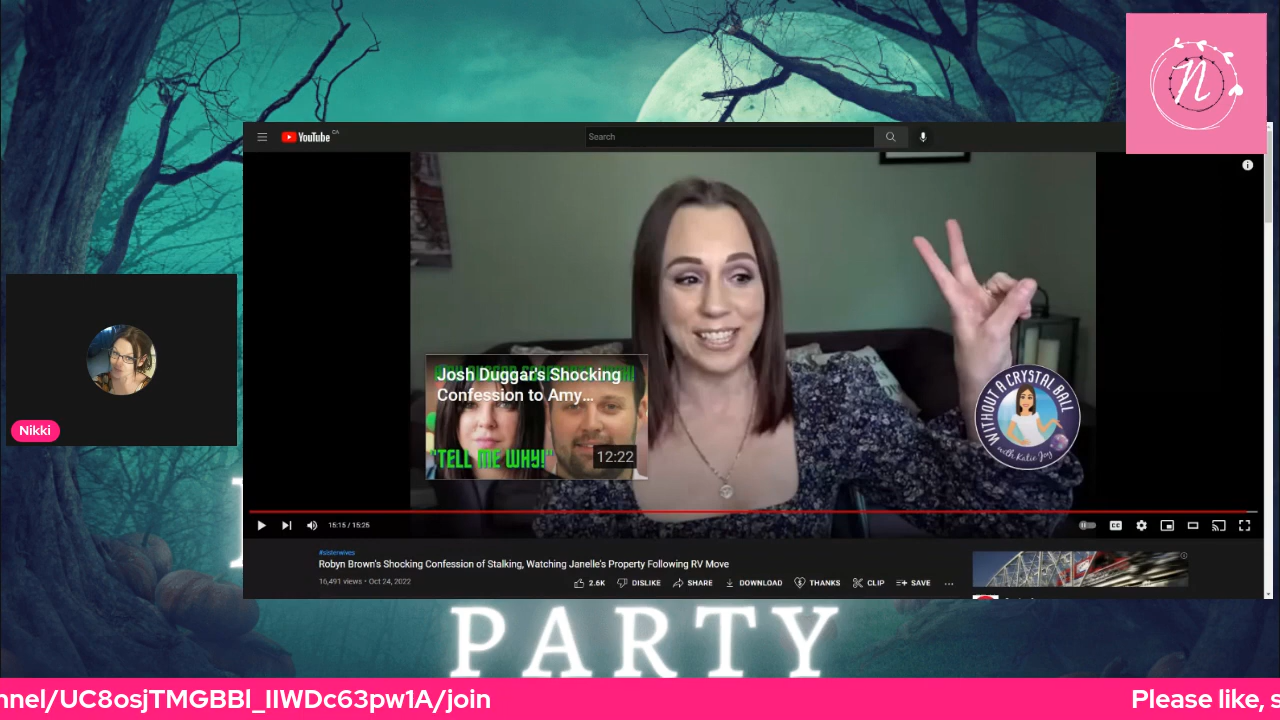 N
YouTube CA
Search
Josh Duggar's Shocking
Confession to Amy...
"TELL ME WHY!"
12:22
WITHOUT A CRYSTAL BALL
with Katie Joy
Nikki
15:15 / 15:25
CC
#sisterwives
Robyn Brown's Shocking Confession of Stalking, Watching Janelle's Property Following RV Move
16,491 views • Oct 24, 2022
2.6K DISLIKE SHARE DOWNLOAD THANKS CLIP SAVE ...
PARTY
nnel/UC8osjTMGBBl_IIWDc63pw1A/join
Please like, s